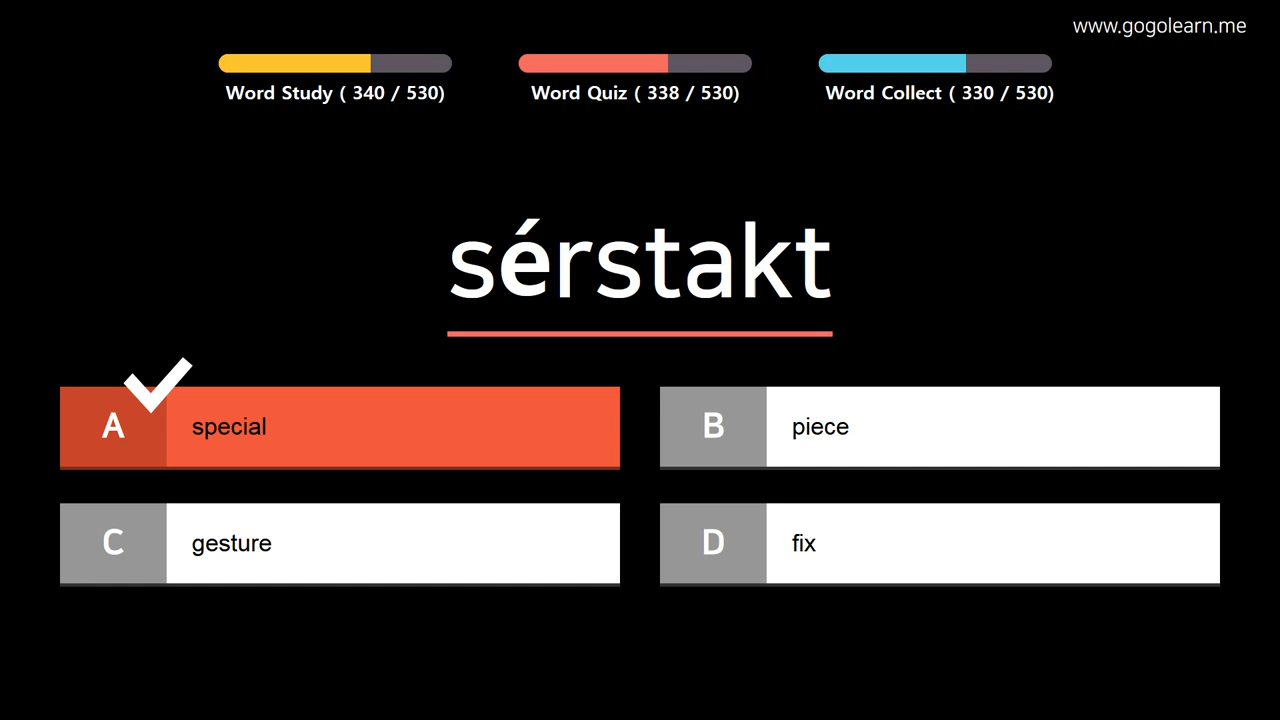 www.gogolearn.me
Word Study ( 340 / 530)
Word Quiz ( 338 / 530)
Word Collect ( 330 / 530)
sérstakt
A special
B piece
C gesture
D fix